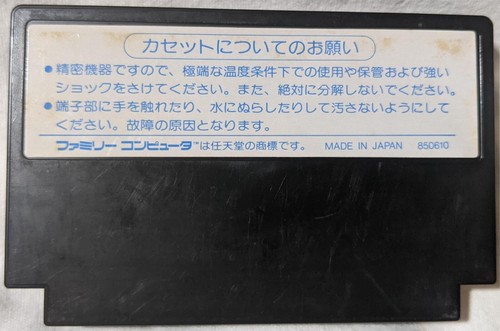 カセットについてのお願い
●精密機器ですので、極端な温度条件下での使用や保管および強い
ショックをさけてください。また、絶対に分解しないでください。
●端子部に手を触れたり、水にぬらしたりして汚さないようにして
ください。故障の原因となります。
ファミリーコンピュータ™は任天堂の商標です。 MADE IN JAPAN 850610